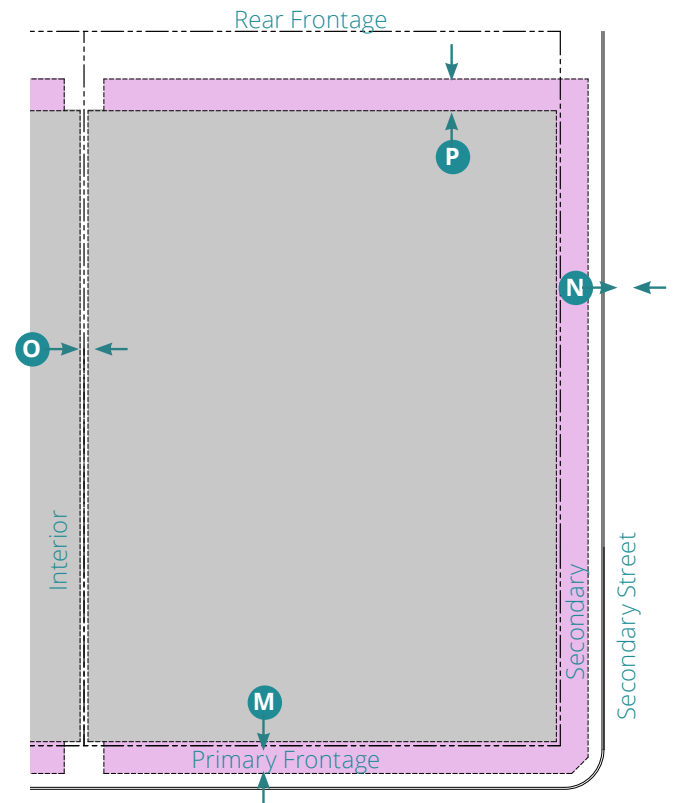 Rear Frontage
P
N
O
Interior
Secondary
Secondary Street
M
Primary Frontage